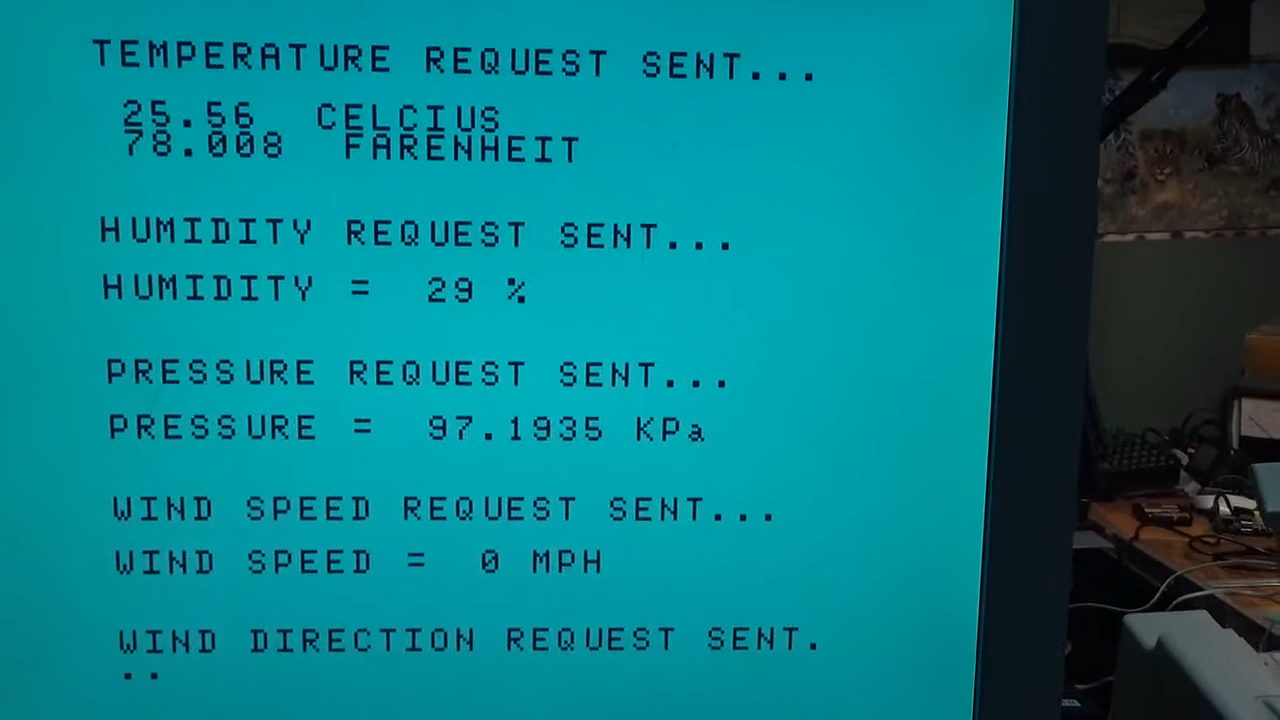 TEMPERATURE REQUEST SENT...
25.56 CELCIUS
78.008 FARENHEIT
HUMIDITY REQUEST SENT...
HUMIDITY = 29 %
PRESSURE REQUEST SENT...
PRESSURE = 97.1935 KPa
WIND SPEED REQUEST SENT...
WIND SPEED = 0 MPH
WIND DIRECTION REQUEST SENT.
..